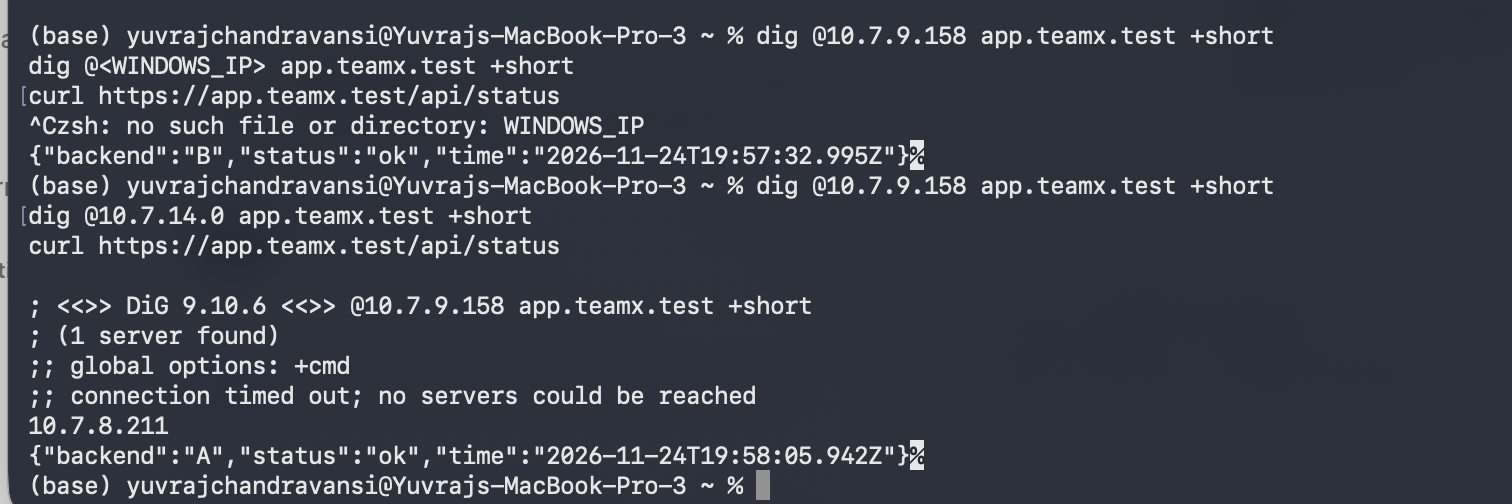 (base) yuvrajchandravansi@Yuvrajs-MacBook-Pro-3 ~ % dig @10.7.9.158 app.teamx.test +short
dig @<WINDOWS_IP> app.teamx.test +short
[curl https://app.teamx.test/api/status
^Czsh: no such file or directory: WINDOWS_IP
{"backend":"B","status":"ok","time":"2026-11-24T19:57:32.995Z"}%
(base) yuvrajchandravansi@Yuvrajs-MacBook-Pro-3 ~ % dig @10.7.9.158 app.teamx.test +short
[dig @10.7.14.0 app.teamx.test +short
curl https://app.teamx.test/api/status
; <<>> DiG 9.10.6 <<>> @10.7.9.158 app.teamx.test +short
; (1 server found)
;; global options: +cmd
;; connection timed out; no servers could be reached
10.7.8.211
{"backend":"A","status":"ok","time":"2026-11-24T19:58:05.942Z"}%
(base) yuvrajchandravansi@Yuvrajs-MacBook-Pro-3 ~ %